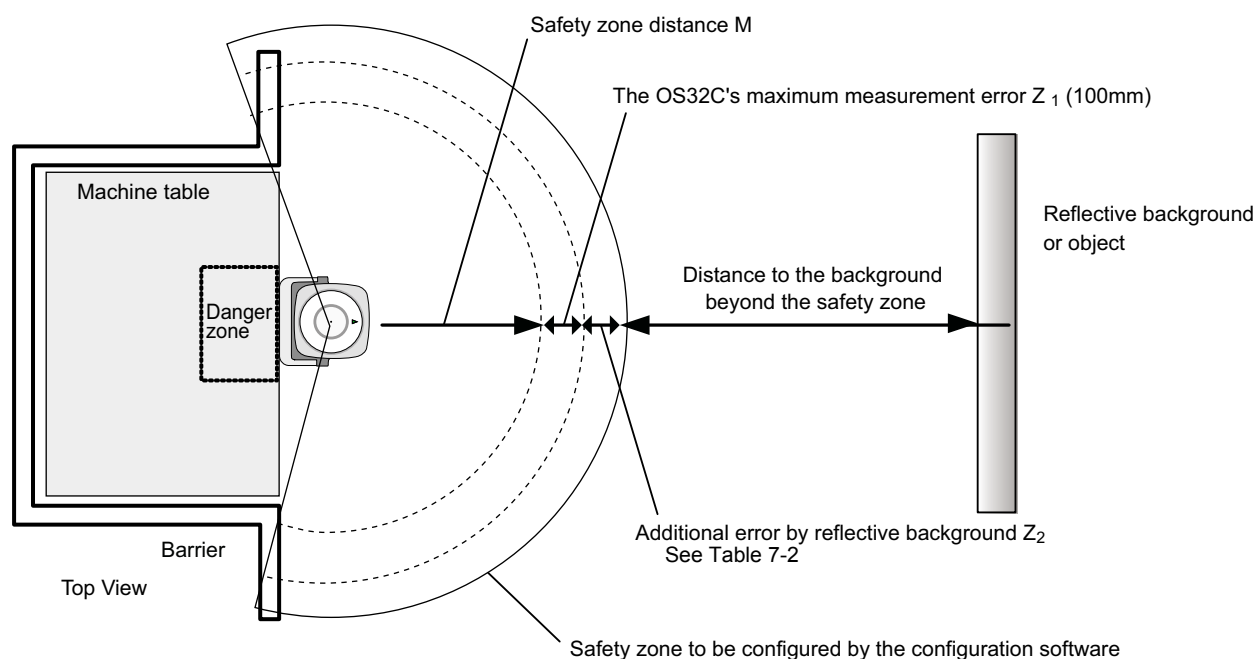 Safety zone distance M
The OS32C's maximum measurement error Z 1 (100mm)
Machine table
Reflective background
or object
Distance to the background
beyond the safety zone
Danger
zone
Additional error by reflective background Z2
See Table 7-2
Barrier
Top View
Safety zone to be configured by the configuration software